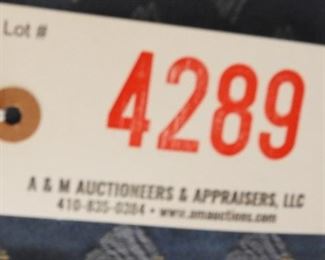 Lot #
4289
A & M AUCTIONEERS & APPRAISERS, LLC
410-835-0384 • www.amauctions.com